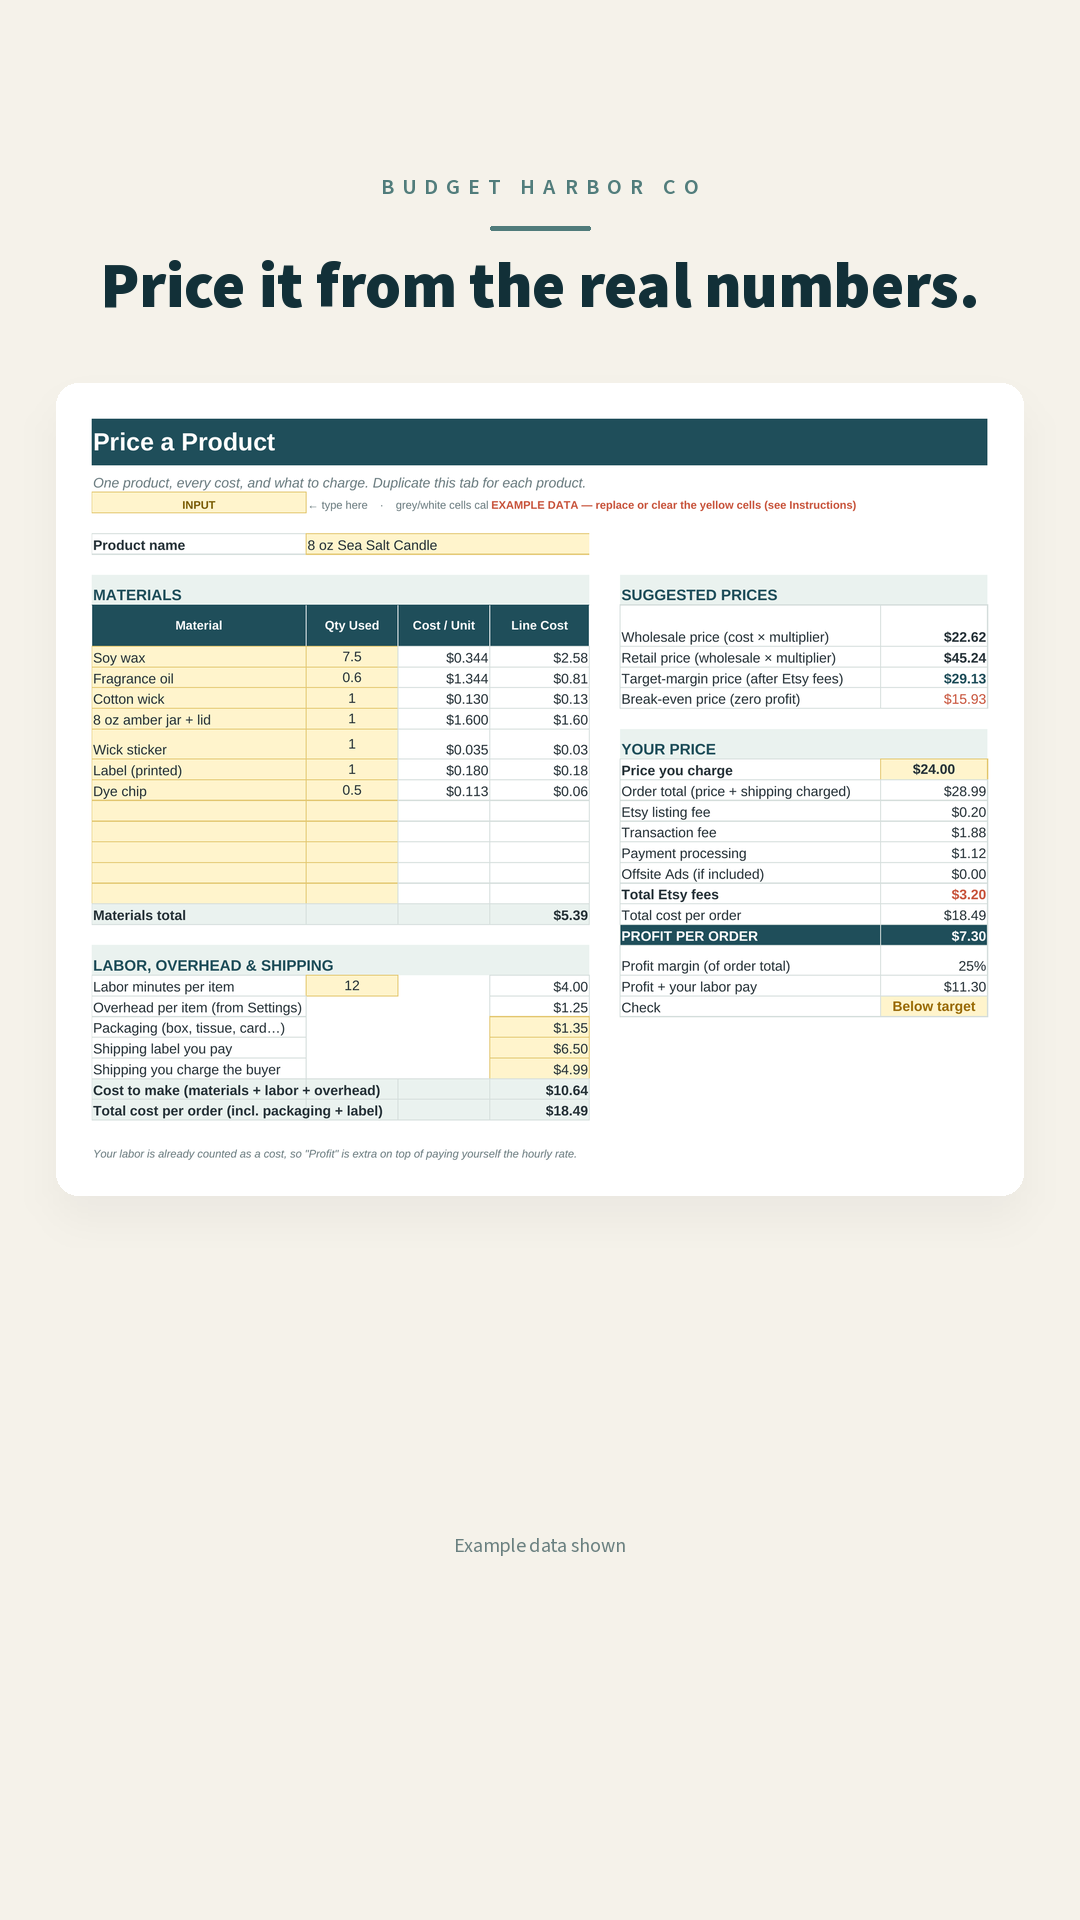 BUDGET HARBOR CO
Price it from the real numbers.
Price a Product
One product, every cost, and what to charge. Duplicate this tab for each product.
INPUT ← type here · grey/white cells cal EXAMPLE DATA — replace or clear the yellow cells (see Instructions)
Product name 8 oz Sea Salt Candle
MATERIALS
Material Qty Used Cost / Unit Line Cost
Soy wax 7.5 $0.344 $2.58
Fragrance oil 0.6 $1.344 $0.81
Cotton wick 1 $0.130 $0.13
8 oz amber jar + lid 1 $1.600 $1.60
Wick sticker 1 $0.035 $0.03
Label (printed) 1 $0.180 $0.18
Dye chip 0.5 $0.113 $0.06
Materials total $5.39
LABOR, OVERHEAD & SHIPPING
Labor minutes per item 12 $4.00
Overhead per item (from Settings) $1.25
Packaging (box, tissue, card…) $1.35
Shipping label you pay $6.50
Shipping you charge the buyer $4.99
Cost to make (materials + labor + overhead) $10.64
Total cost per order (incl. packaging + label) $18.49
SUGGESTED PRICES
Wholesale price (cost × multiplier) $22.62
Retail price (wholesale × multiplier) $45.24
Target-margin price (after Etsy fees) $29.13
Break-even price (zero profit) $15.93
YOUR PRICE
Price you charge $24.00
Order total (price + shipping charged) $28.99
Etsy listing fee $0.20
Transaction fee $1.88
Payment processing $1.12
Offsite Ads (if included) $0.00
Total Etsy fees $3.20
Total cost per order $18.49
PROFIT PER ORDER $7.30
Profit margin (of order total) 25%
Profit + your labor pay $11.30
Check Below target
Your labor is already counted as a cost, so "Profit" is extra on top of paying yourself the hourly rate.
Example data shown